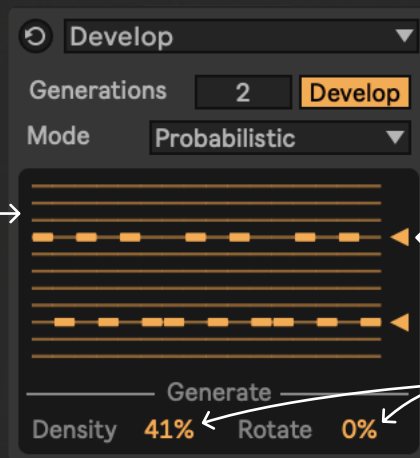 Develop
Generations 2 Develop
Mode Probabilistic
Generate
Density 41% Rotate 0%